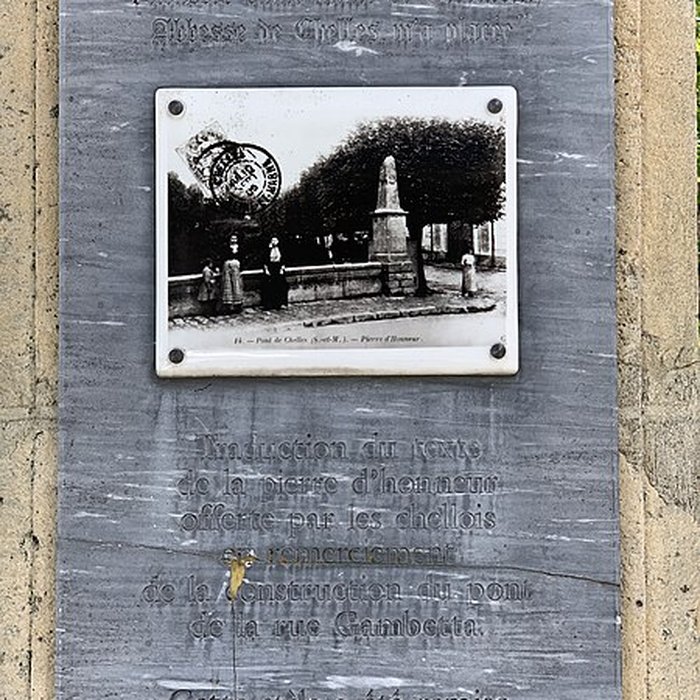 Abbesse de Chelles, m'a placée"
14. — Pont de Chelles (S.-et-M.). — Pierre d'Honneur.
Traduction du texte
de la pierre d'honneur
offerte par les chellois
en remerciement
de la construction du pont
de la rue Gambetta.